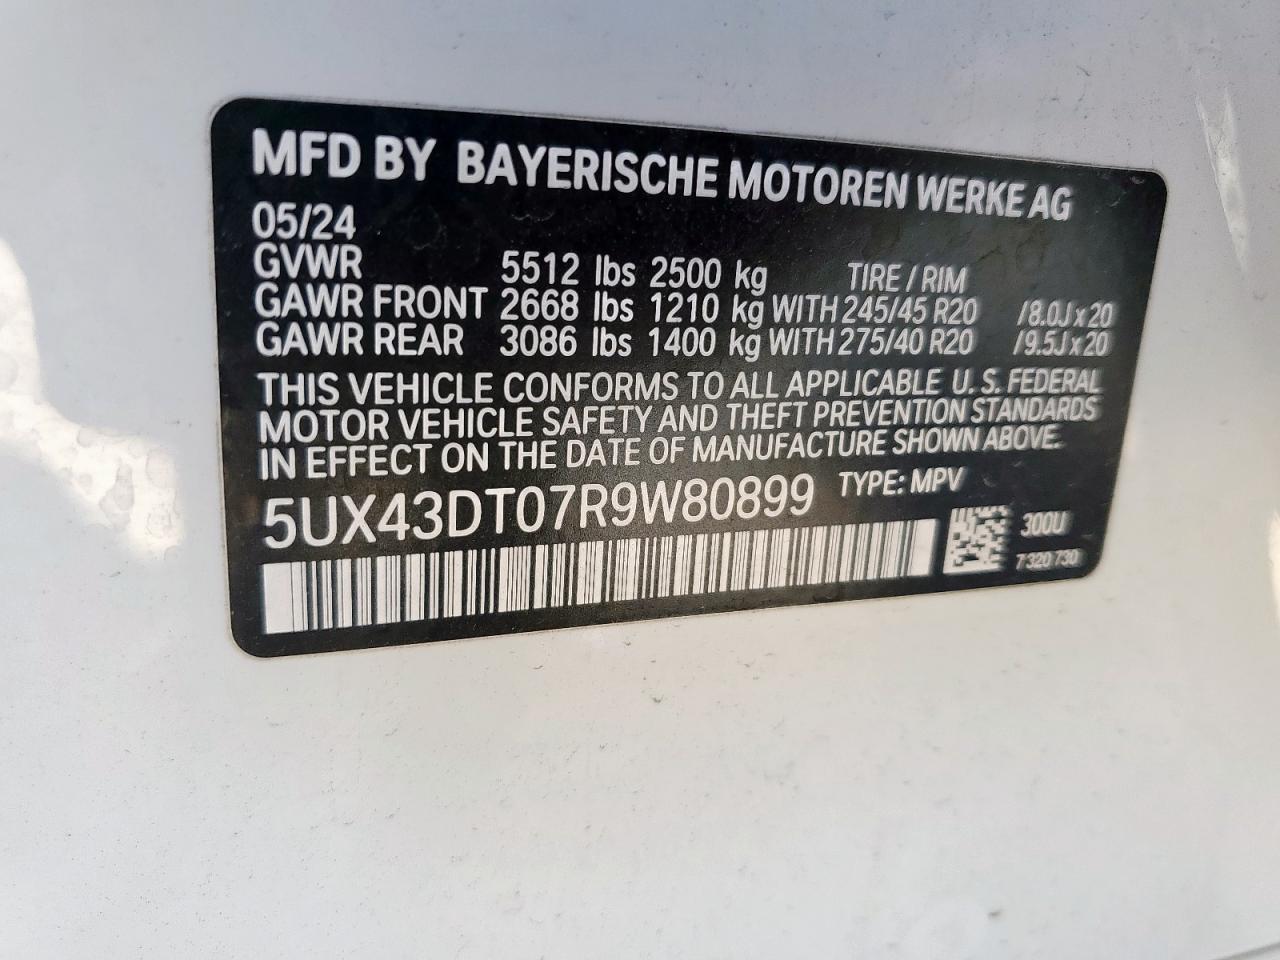 MFD BY BAYERISCHE MOTOREN WERKE AG
05/24
GVWR 5512 lbs 2500 kg TIRE / RIM
GAWR FRONT 2668 lbs 1210 kg WITH 245/45 R20 /8.0J x 20
GAWR REAR 3086 lbs 1400 kg WITH 275/40 R20 /9.5J x 20
THIS VEHICLE CONFORMS TO ALL APPLICABLE U. S. FEDERAL
MOTOR VEHICLE SAFETY AND THEFT PREVENTION STANDARDS
IN EFFECT ON THE DATE OF MANUFACTURE SHOWN ABOVE.
5UX43DT07R9W80899 TYPE: MPV
300U
7 320 730